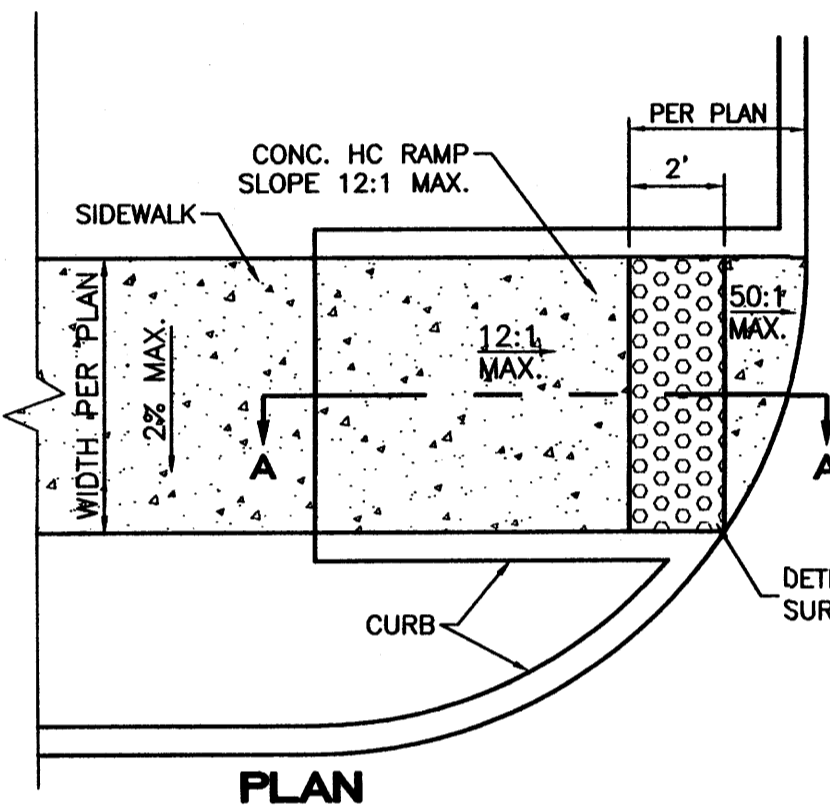 PER PLAN
CONC. HC RAMP
SLOPE 12:1 MAX.
2'
SIDEWALK
WIDTH PER PLAN
2% MAX.
12:1
MAX.
50:1
MAX.
A
A
CURB
PLAN